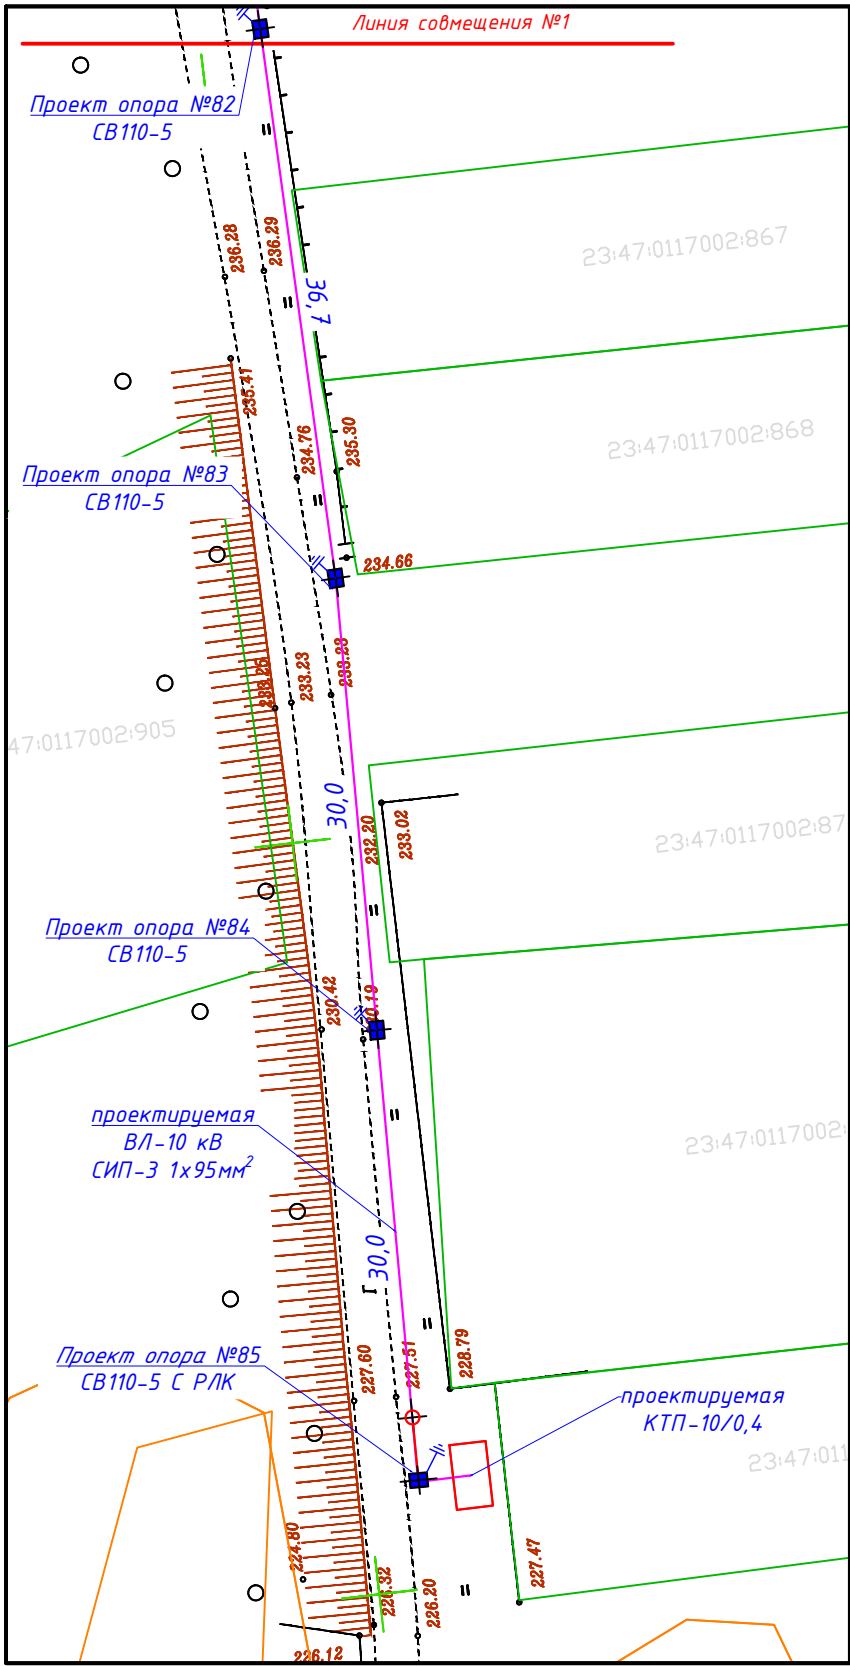 Линия совмещения №1
Проект опора №82
СВ110-5
236.28
236.29
23:47:0117002:867
36,7
235.41
234.76
235.30
23:47:0117002:868
Проект опора №83
СВ110-5
234.66
233.23
233.23
47:0117002:905
30,0
232.20
233.02
23:47:0117002:87
Проект опора №84
СВ110-5
230.42
проектируемая
ВЛ-10 кВ
СИП-3 1х95мм²
23:47:0117002:
30,0
Проект опора №85
СВ110-5 С РЛК
227.60
227.51
228.79
проектируемая
КТП-10/0,4
23:47:011
224.80
227.47
226.32
226.20
226.12